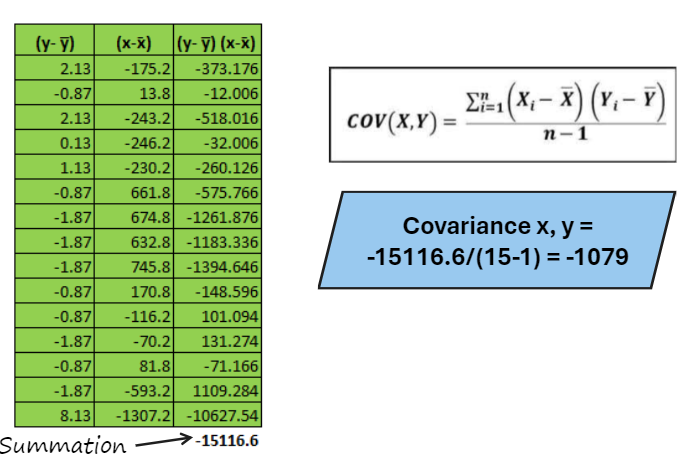 (y- ȳ) (x-x̄) (y- ȳ) (x-x̄)
2.13 -175.2 -373.176
-0.87 13.8 -12.006
2.13 -243.2 -518.016
0.13 -246.2 -32.006
1.13 -230.2 -260.126
-0.87 661.8 -575.766
-1.87 674.8 -1261.876
-1.87 632.8 -1183.336
-1.87 745.8 -1394.646
-0.87 170.8 -148.596
-0.87 -116.2 101.094
-1.87 -70.2 131.274
-0.87 81.8 -71.166
-1.87 -593.2 1109.284
8.13 -1307.2 -10627.54
Summation -15116.6
COV(X,Y) = ∑ⁿᵢ₌₁(Xᵢ − X̄)(Yᵢ − Ȳ)
n − 1
Covariance x, y =
-15116.6/(15-1) = -1079